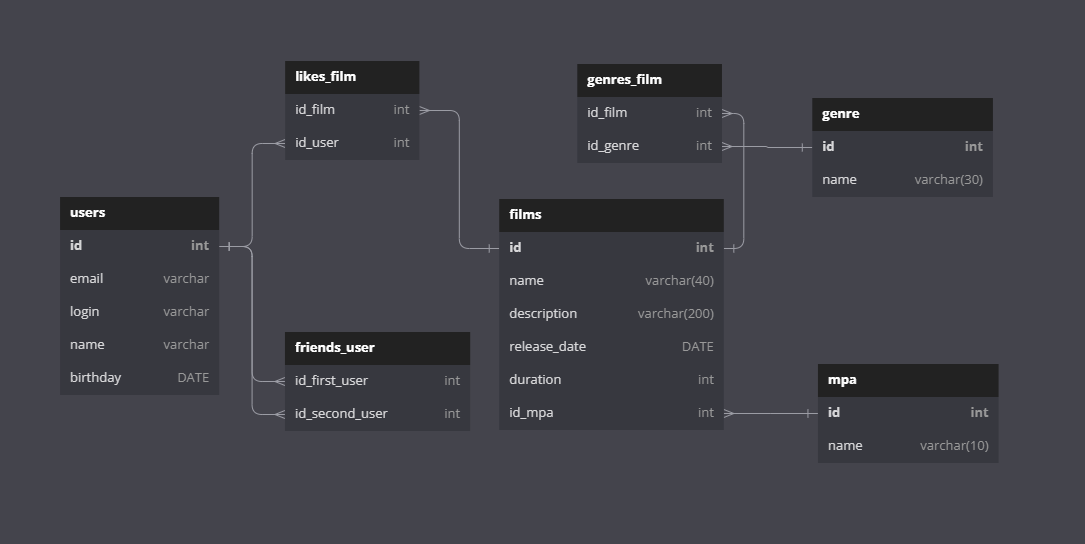 likes_film
id_film int
id_user int
genres_film
id_film int
id_genre int
genre
id int
name varchar(30)
users
id int
email varchar
login varchar
name varchar
birthday DATE
films
id int
name varchar(40)
description varchar(200)
release_date DATE
duration int
id_mpa int
friends_user
id_first_user int
id_second_user int
mpa
id int
name varchar(10)